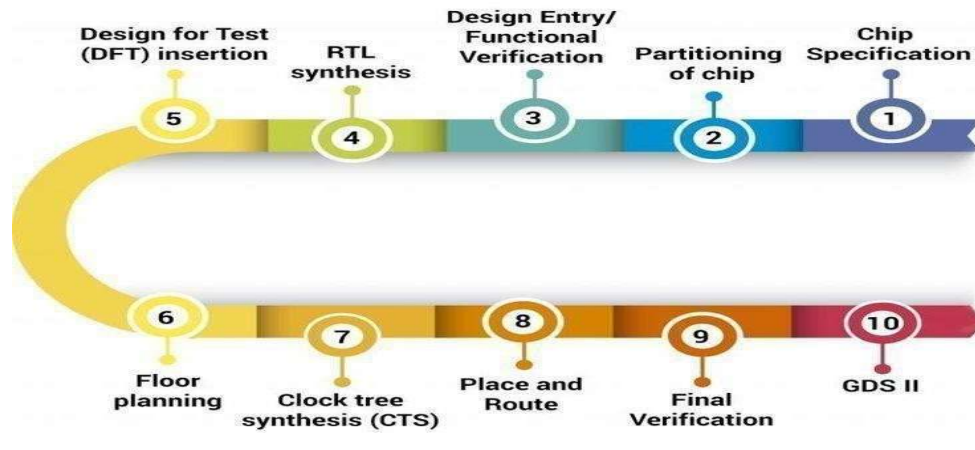 Chip
Specification
1
Partitioning
of chip
2
Design Entry/
Functional
Verification
3
RTL
synthesis
4
Design for Test
(DFT) insertion
5
6
Floor
planning
7
Clock tree
synthesis (CTS)
8
Place and
Route
9
Final
Verification
10
GDS II